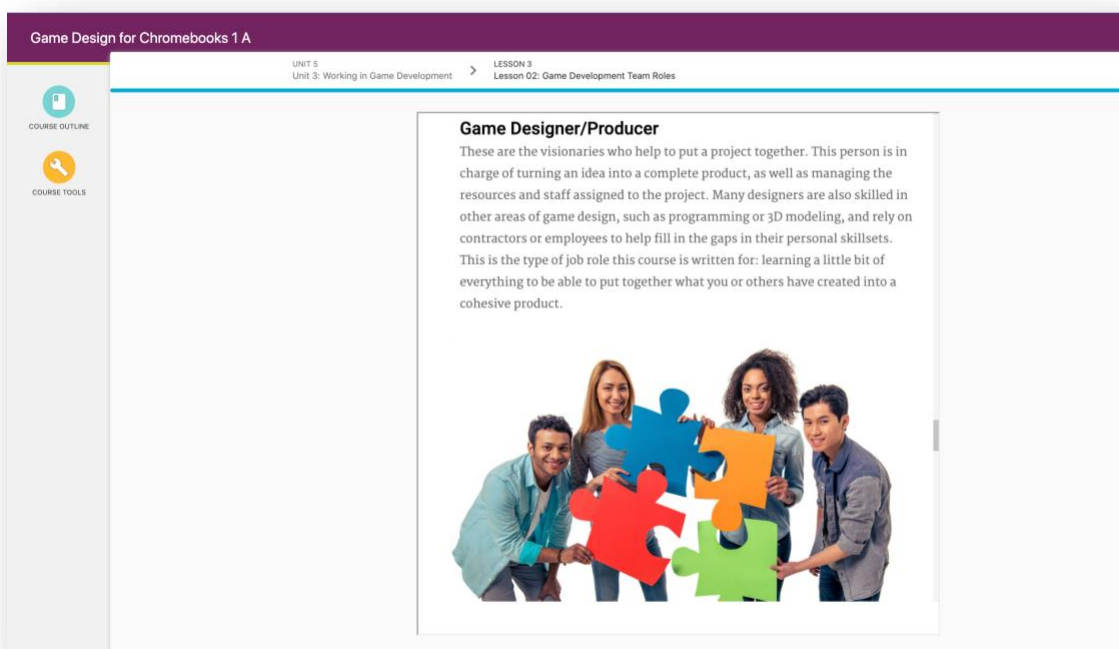 Game Design for Chromebooks 1 A
UNIT 5
Unit 3: Working in Game Development
LESSON 3
Lesson 02: Game Development Team Roles
COURSE OUTLINE
COURSE TOOLS
Game Designer/Producer
These are the visionaries who help to put a project together. This person is in
charge of turning an idea into a complete product, as well as managing the
resources and staff assigned to the project. Many designers are also skilled in
other areas of game design, such as programming or 3D modeling, and rely on
contractors or employees to help fill in the gaps in their personal skillsets.
This is the type of job role this course is written for: learning a little bit of
everything to be able to put together what you or others have created into a
cohesive product.